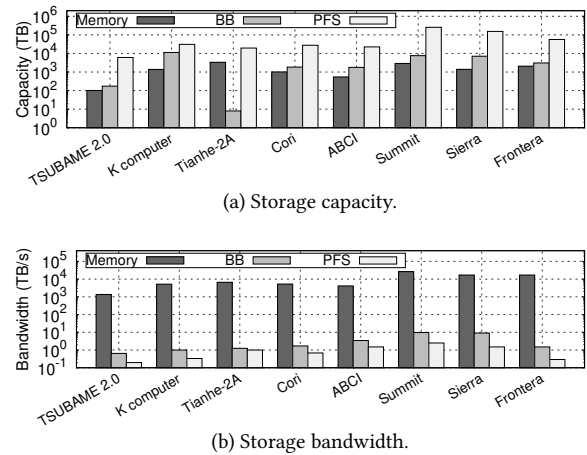 Memory BB PFS
Capacity (TB)
10^6
10^5
10^4
10^3
10^2
10^1
10^0
TSUBAME 2.0 K computer Tianhe-2A Cori ABCI Summit Sierra Frontera
(a) Storage capacity.
Memory BB PFS
Bandwidth (TB/s)
10^5
10^4
10^3
10^2
10^1
10^0
10^-1
TSUBAME 2.0 K computer Tianhe-2A Cori ABCI Summit Sierra Frontera
(b) Storage bandwidth.